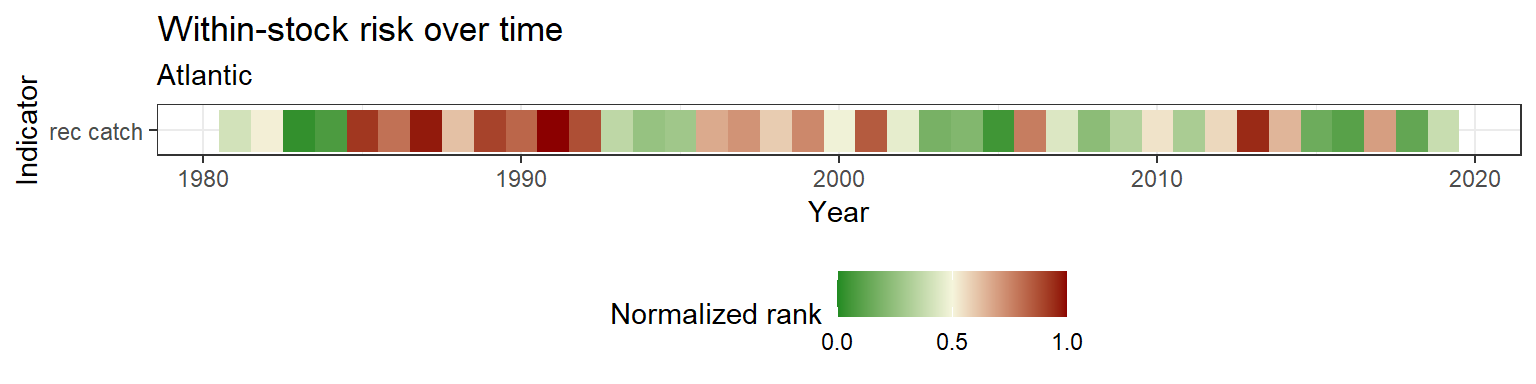 Within-stock risk over time
Atlantic
Indicator
rec catch
1980 1990 2000 2010 2020
Year
Normalized rank
0.0 0.5 1.0